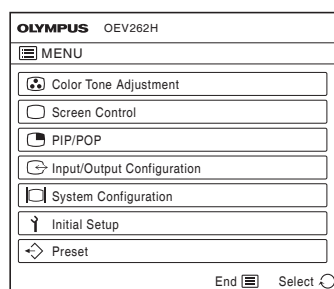 OLYMPUS OEV262H
MENU
Color Tone Adjustment
Screen Control
PIP/POP
Input/Output Configuration
System Configuration
Initial Setup
Preset
End Select